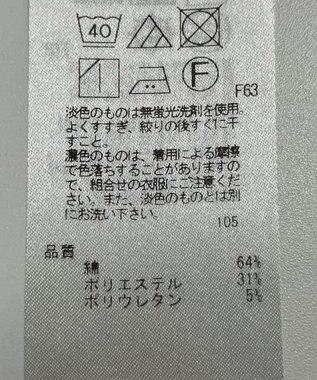 40
F
F63
淡色のものは無蛍光洗剤を使用。
よくすすぎ、絞りの後すぐに干
すこと。
濃色のものは、着用による摩擦
で色落ちすることがありますの
で、組合せの衣服にご注意くだ
さい。また、淡色のものとは別
にお洗い下さい。
105
品質
綿 64%
ポリエステル 31%
ポリウレタン 5%